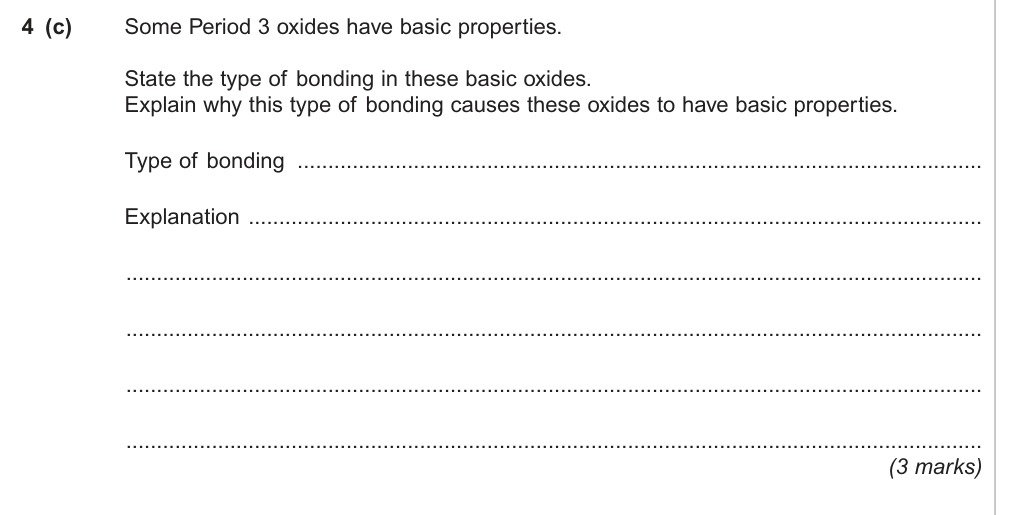 4 (c) Some Period 3 oxides have basic properties.
State the type of bonding in these basic oxides.
Explain why this type of bonding causes these oxides to have basic properties.
Type of bonding ..................................................................................................................
Explanation ..........................................................................................................................
...............................................................................................................................................
...............................................................................................................................................
...............................................................................................................................................
...............................................................................................................................................
(3 marks)